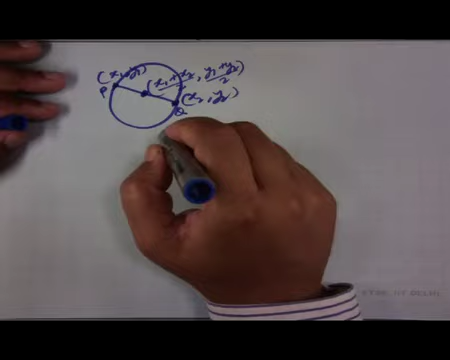 (x₁, y₁)
(x₁+x₂/2, y₁+y₂/2)
P
(x₂, y₂)
Q